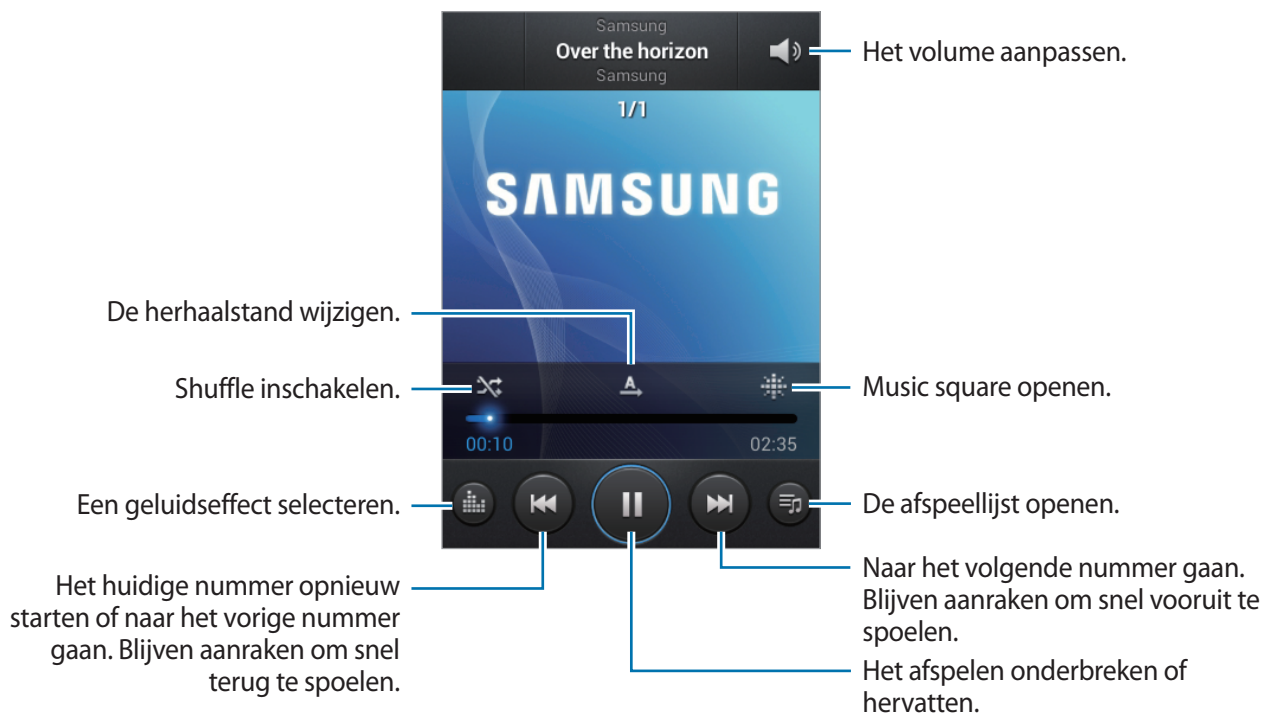 Samsung
Over the horizon
Samsung
Het volume aanpassen.
1/1
SAMSUNG
De herhaalstand wijzigen.
A
Shuffle inschakelen.
Music square openen.
00:10
02:35
Een geluidseffect selecteren.
De afspeellijst openen.
Het huidige nummer opnieuw
starten of naar het vorige nummer
gaan. Blijven aanraken om snel
terug te spoelen.
Naar het volgende nummer gaan.
Blijven aanraken om snel vooruit te
spoelen.
Het afspelen onderbreken of
hervatten.